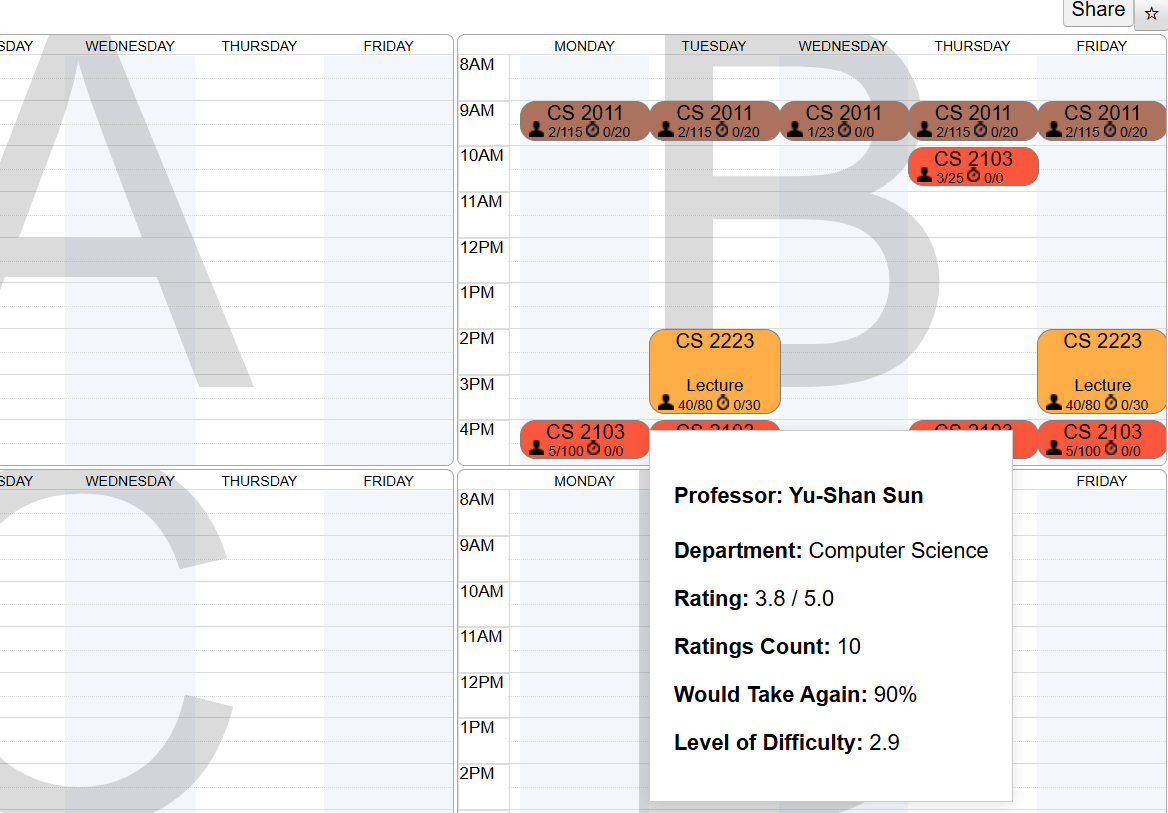 Share ☆
SDAY WEDNESDAY THURSDAY FRIDAY
A
MONDAY TUESDAY WEDNESDAY THURSDAY FRIDAY
B
8AM
9AM
CS 2011 CS 2011 CS 2011 CS 2011 CS 2011
2/115 0/20 2/115 0/20 1/23 0/0 2/115 0/20 2/115 0/20
10AM
CS 2103
3/25 0/0
11AM
12PM
1PM
2PM
CS 2223 CS 2223
3PM
Lecture Lecture
40/80 0/30 40/80 0/30
4PM
CS 2103 CS 2103 CS 2103 CS 2103
5/100 0/0 5/100 0/0
SDAY WEDNESDAY THURSDAY FRIDAY
C
MONDAY FRIDAY
8AM
9AM
10AM
11AM
12PM
1PM
2PM
Professor: Yu-Shan Sun
Department: Computer Science
Rating: 3.8 / 5.0
Ratings Count: 10
Would Take Again: 90%
Level of Difficulty: 2.9